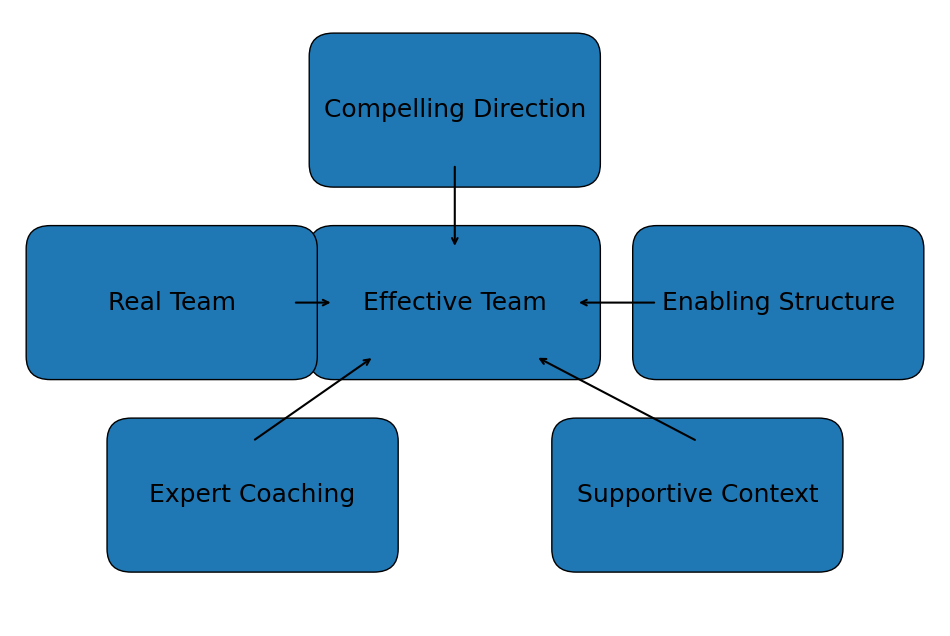 Compelling Direction
Real Team
Effective Team
Enabling Structure
Expert Coaching
Supportive Context